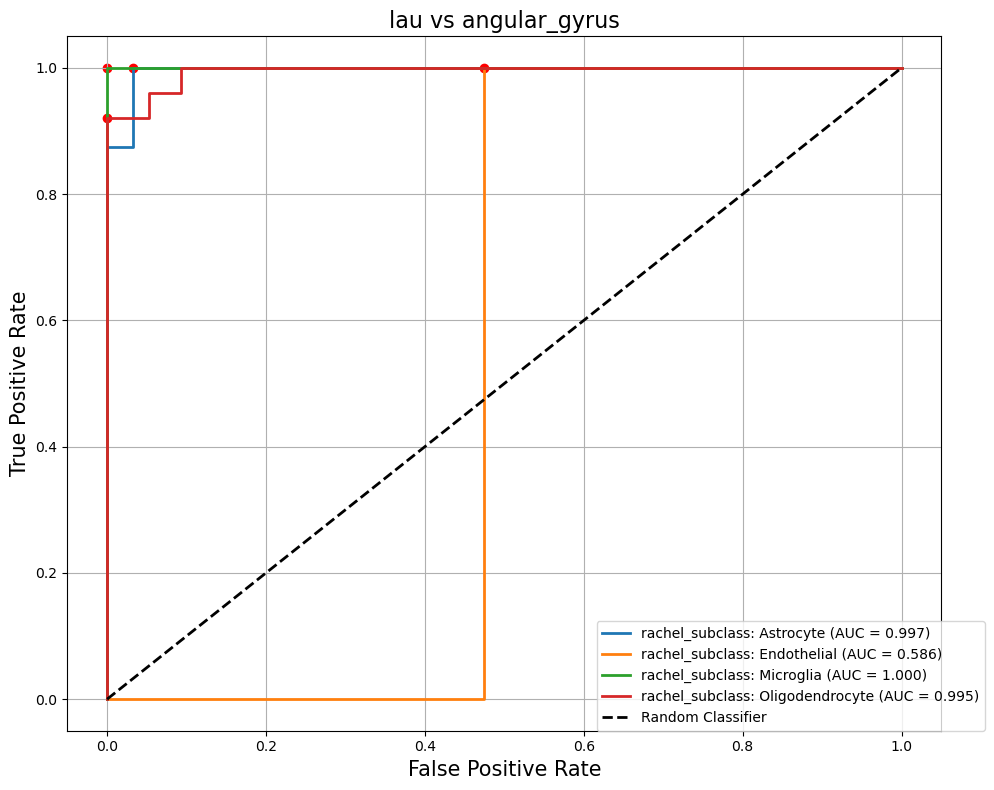 lau vs angular_gyrus
True Positive Rate
1.0
0.8
0.6
0.4
0.2
0.0
0.0 0.2 0.4 0.6 0.8 1.0
False Positive Rate
rachel_subclass: Astrocyte (AUC = 0.997)
rachel_subclass: Endothelial (AUC = 0.586)
rachel_subclass: Microglia (AUC = 1.000)
rachel_subclass: Oligodendrocyte (AUC = 0.995)
Random Classifier